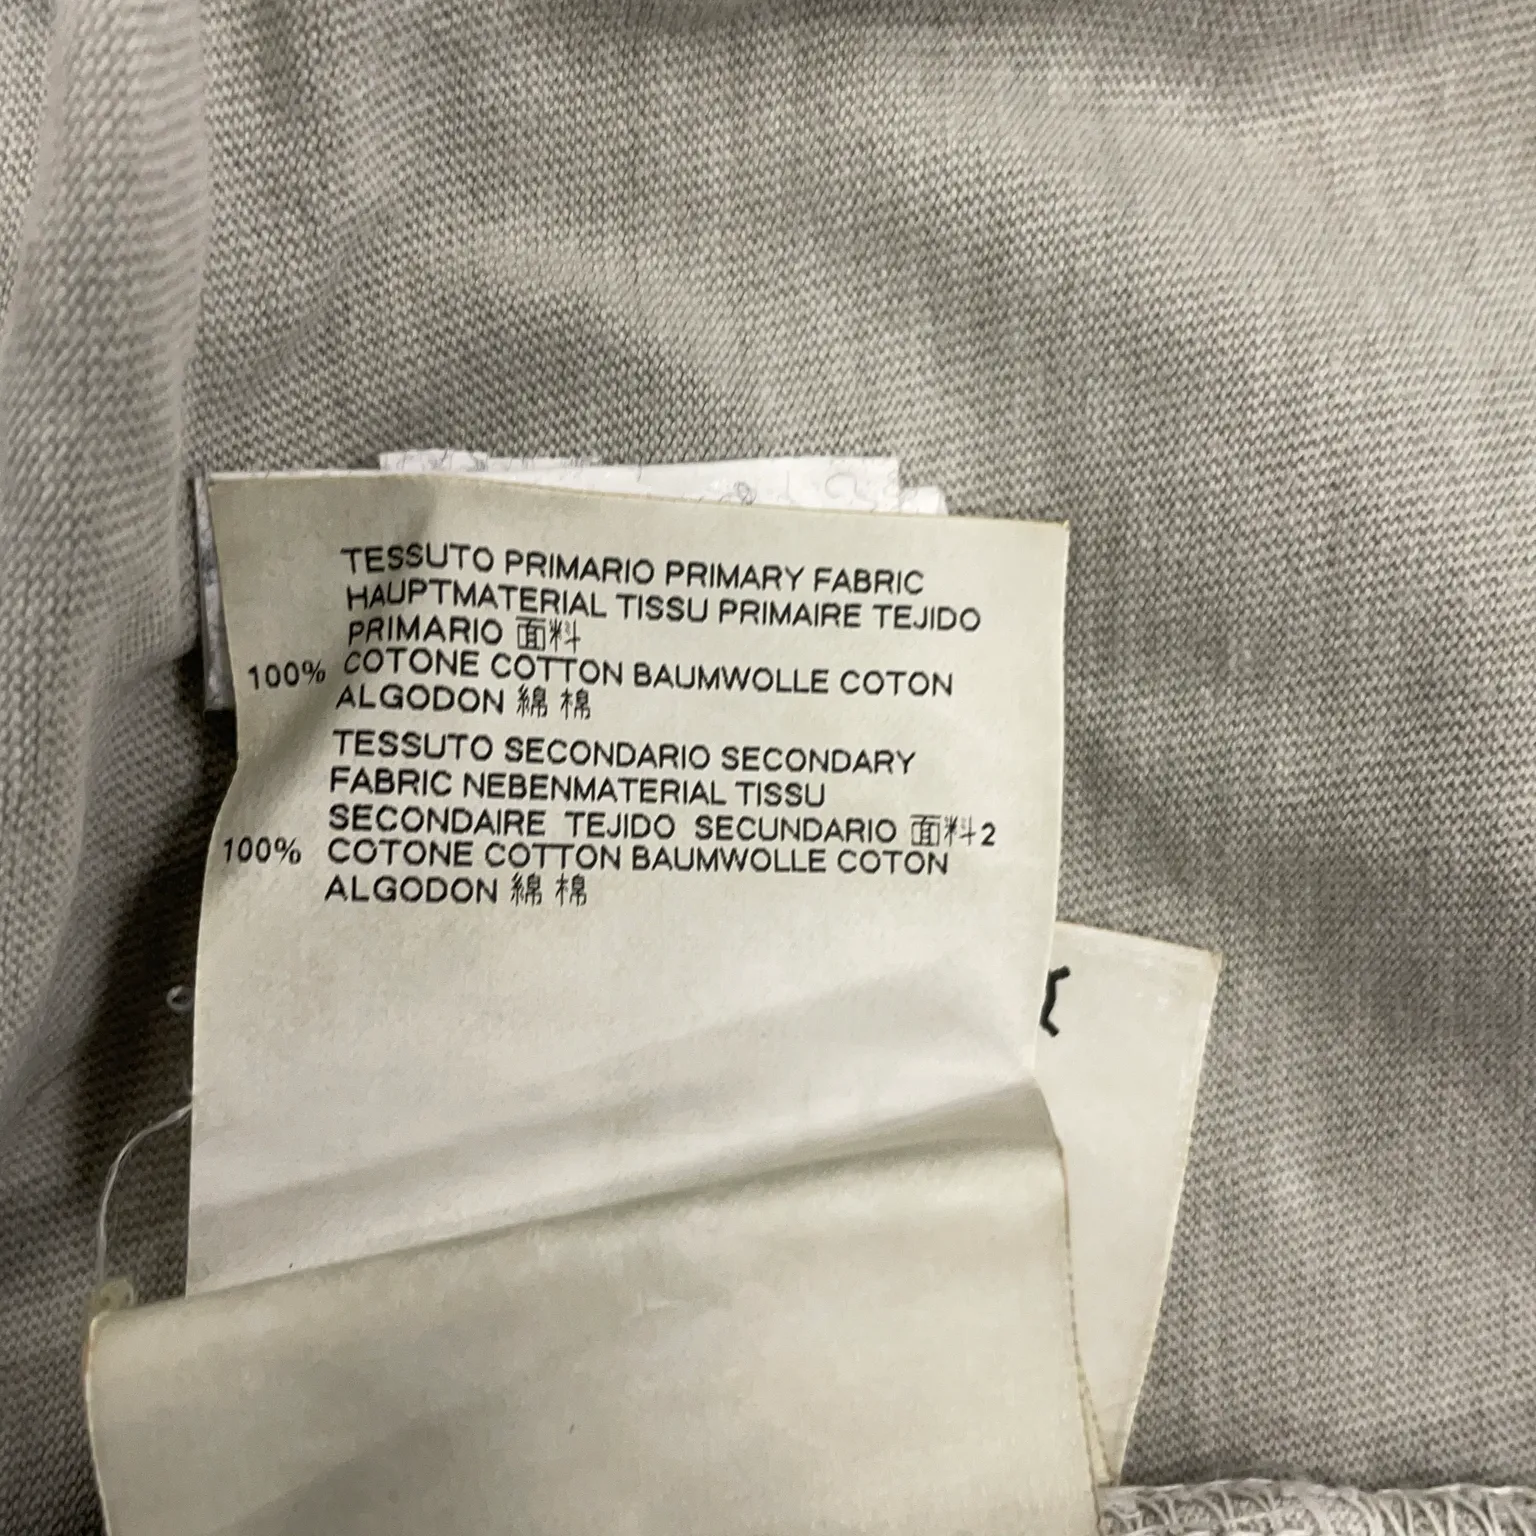 TESSUTO PRIMARIO PRIMARY FABRIC
HAUPTMATERIAL TISSU PRIMAIRE TEJIDO
PRIMARIO 面料
100% COTONE COTTON BAUMWOLLE COTON
ALGODON 綿 棉
TESSUTO SECONDARIO SECONDARY
FABRIC NEBENMATERIAL TISSU
SECONDAIRE TEJIDO SECUNDARIO 面料2
100% COTONE COTTON BAUMWOLLE COTON
ALGODON 綿 棉